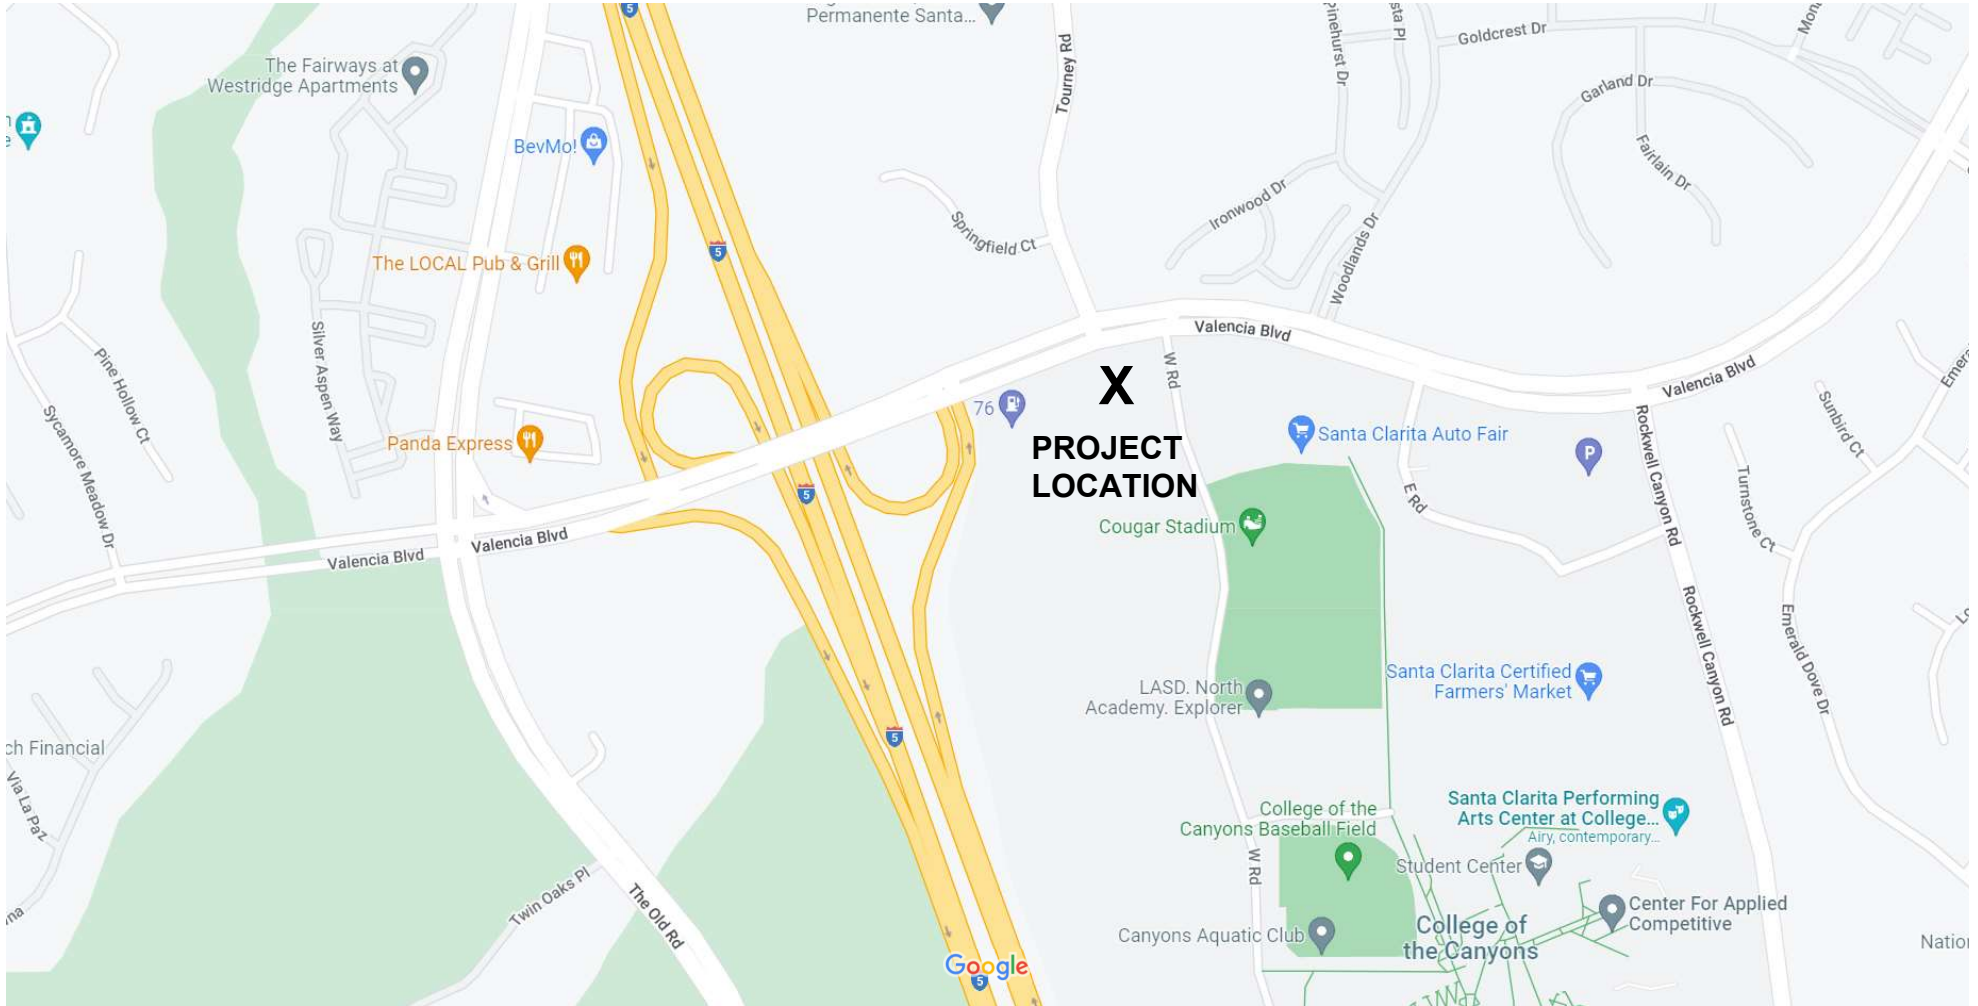 Permanente Santa...
Tourney Rd
Pinehurst Dr
Goldcrest Dr
The Fairways at
Westridge Apartments
5
Garland Dr
Fairlain Dr
BevMo!
Ironwood Dr
Woodlands Dr
Springfield Ct
5
The LOCAL Pub & Grill
Silver Aspen Way
Pine Hollow Ct
Sycamore Meadow Dr
Valencia Blvd
Valencia Blvd
W Rd
X
76
PROJECT
LOCATION
Santa Clarita Auto Fair
P
Sunbird Ct
Turnstone Ct
Rockwell Canyon Rd
Panda Express
5
E Rd
Cougar Stadium
Valencia Blvd
Valencia Blvd
Rockwell Canyon Rd
Emerald Dove Dr
LASD. North
Academy. Explorer
Santa Clarita Certified
Farmers' Market
5
ch Financial
Via La Paz
College of the
Canyons Baseball Field
Santa Clarita Performing
Arts Center at College...
Airy, contemporary...
Student Center
W Rd
Twin Oaks Pl
The Old Rd
Center For Applied
Competitive
Canyons Aquatic Club
College of
the Canyons
Google
5